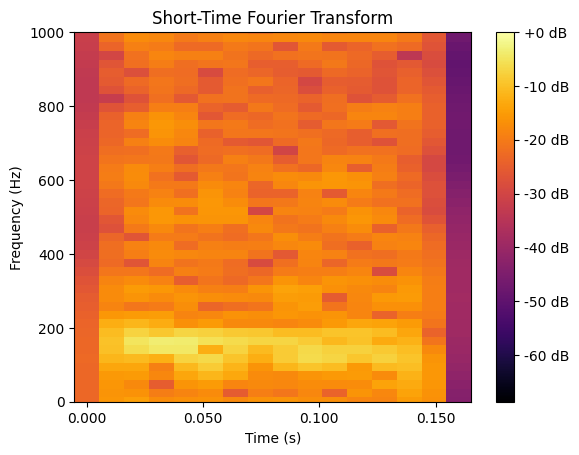 Short-Time Fourier Transform
1000
800
600
400
200
0
Frequency (Hz)
0.000
0.050
0.100
0.150
Time (s)
+0 dB
-10 dB
-20 dB
-30 dB
-40 dB
-50 dB
-60 dB